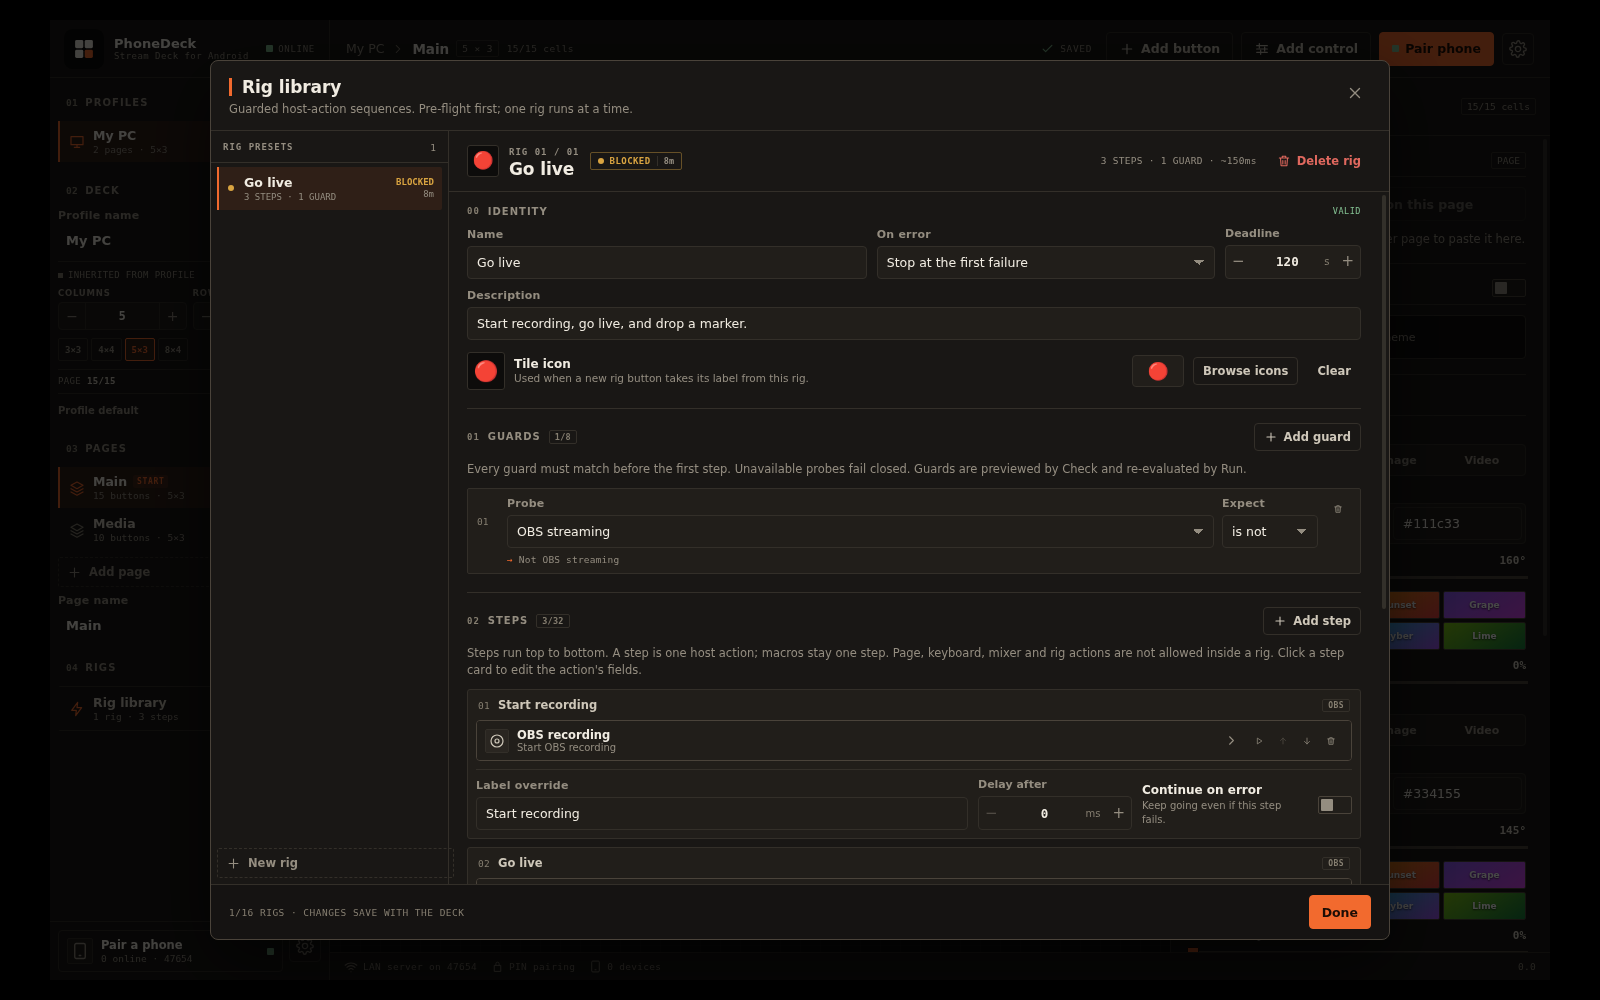 PhoneDeck
Stream Deck for Android
ONLINE
My PC > Main 5 × 3 15/15 cells
SAVED
+ Add button
Add control
Pair phone
01 PROFILES
My PC
2 pages · 5×3
02 DECK
Profile name
My PC
INHERITED FROM PROFILE
COLUMNS
− 5 +
3×3 4×4 5×3 8×4
PAGE 15/15
Profile default
03 PAGES
Main START
15 buttons · 5×3
Media
10 buttons · 5×3
+ Add page
Page name
Main
04 RIGS
Rig library
1 rig · 3 steps
Pair a phone
0 online · 47654
Rig library
Guarded host-action sequences. Pre-flight first; one rig runs at a time.
RIG PRESETS 1
Go live BLOCKED
3 STEPS · 1 GUARD 8m
+ New rig
RIG 01 / 01
Go live
BLOCKED 8m
3 STEPS · 1 GUARD · ~150ms
Delete rig
00 IDENTITY VALID
Name On error Deadline
Go live Stop at the first failure − 120 s +
Description
Start recording, go live, and drop a marker.
Tile icon
Used when a new rig button takes its label from this rig.
Browse icons Clear
01 GUARDS 1/8 + Add guard
Every guard must match before the first step. Unavailable probes fail closed. Guards are previewed by Check and re-evaluated by Run.
Probe Expect
01 OBS streaming is not
→ Not OBS streaming
02 STEPS 3/32 + Add step
Steps run top to bottom. A step is one host action; macros stay one step. Page, keyboard, mixer and rig actions are not allowed inside a rig. Click a step
card to edit the action's fields.
01 Start recording OBS
OBS recording
Start OBS recording
Label override Delay after Continue on error
Start recording − 0 ms + Keep going even if this step
fails.
02 Go live OBS
1/16 RIGS · CHANGES SAVE WITH THE DECK
Done
15/15 cells
PAGE
on this page
page to paste it here.
Video
#111c33
160°
Grape
Lime
0%
Video
#334155
145°
Grape
Lime
0%
LAN server on 47654
PIN pairing
0 devices